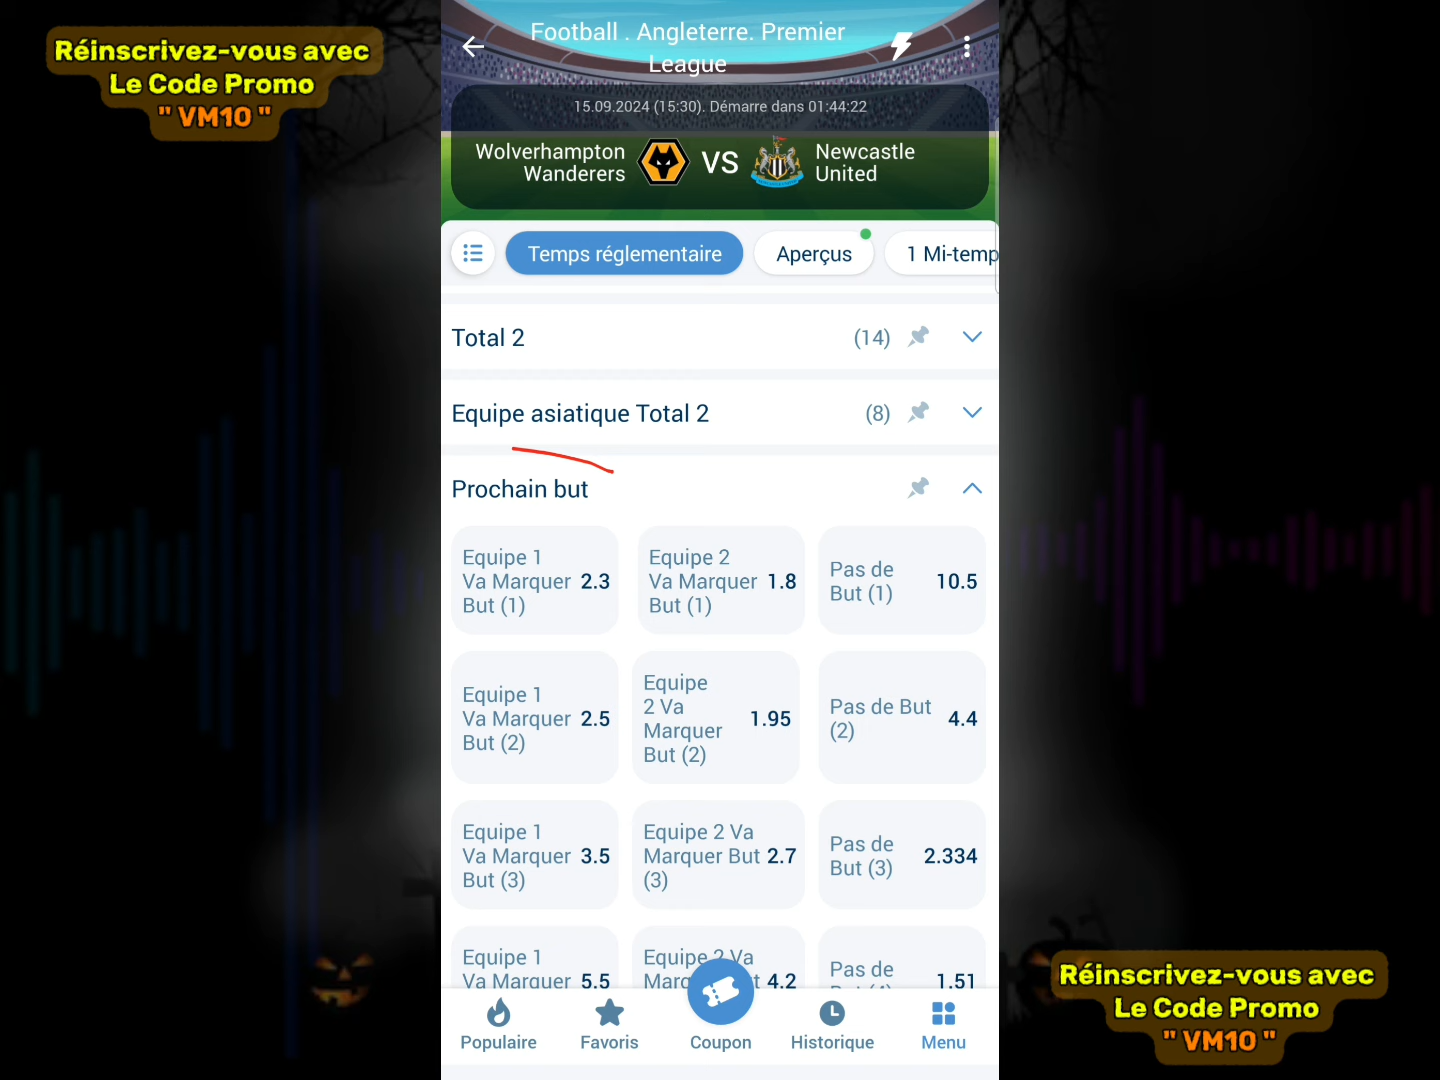 Réinscrivez-vous avec
Le Code Promo
" VM10 "
Football . Angleterre. Premier
League
15.09.2024 (15:30). Démarre dans 01:44:22
Wolverhampton
Wanderers
VS
Newcastle
United
Temps réglementaire
Aperçus
1 Mi-temp
Total 2
(14)
Equipe asiatique Total 2
(8)
Prochain but
Equipe 1
Va Marquer
But (1)
2.3
Equipe 2
Va Marquer
But (1)
1.8
Pas de
But (1)
10.5
Equipe 1
Va Marquer
But (2)
2.5
Equipe
2 Va
Marquer
But (2)
1.95
Pas de But
(2)
4.4
Equipe 1
Va Marquer
But (3)
3.5
Equipe 2 Va
Marquer But
(3)
2.7
Pas de
But (3)
2.334
Equipe 1
Va Marquer
5.5
Equipe 2 Va
4.2
Pas de
1.51
Populaire
Favoris
Coupon
Historique
Menu
Réinscrivez-vous avec
Le Code Promo
" VM10 "